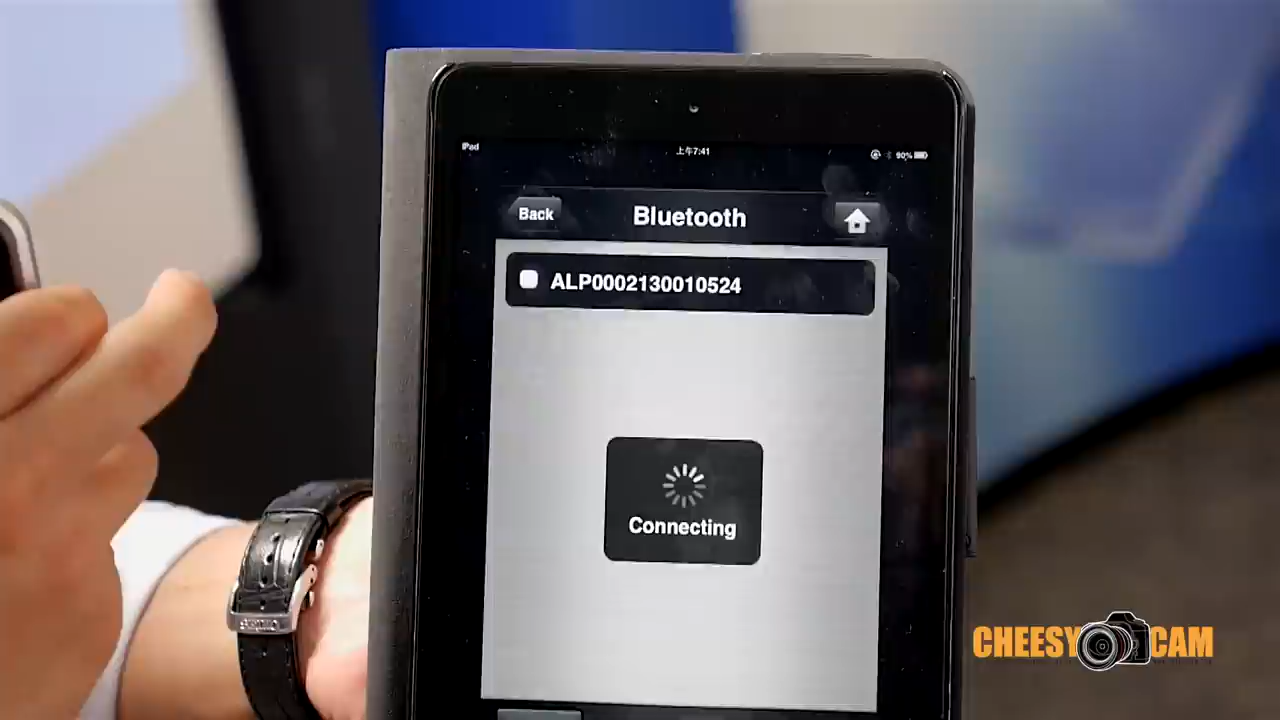 iPad
上午7:41
90%
Back
Bluetooth
ALP0002130010524
Connecting
CHEESYCAM